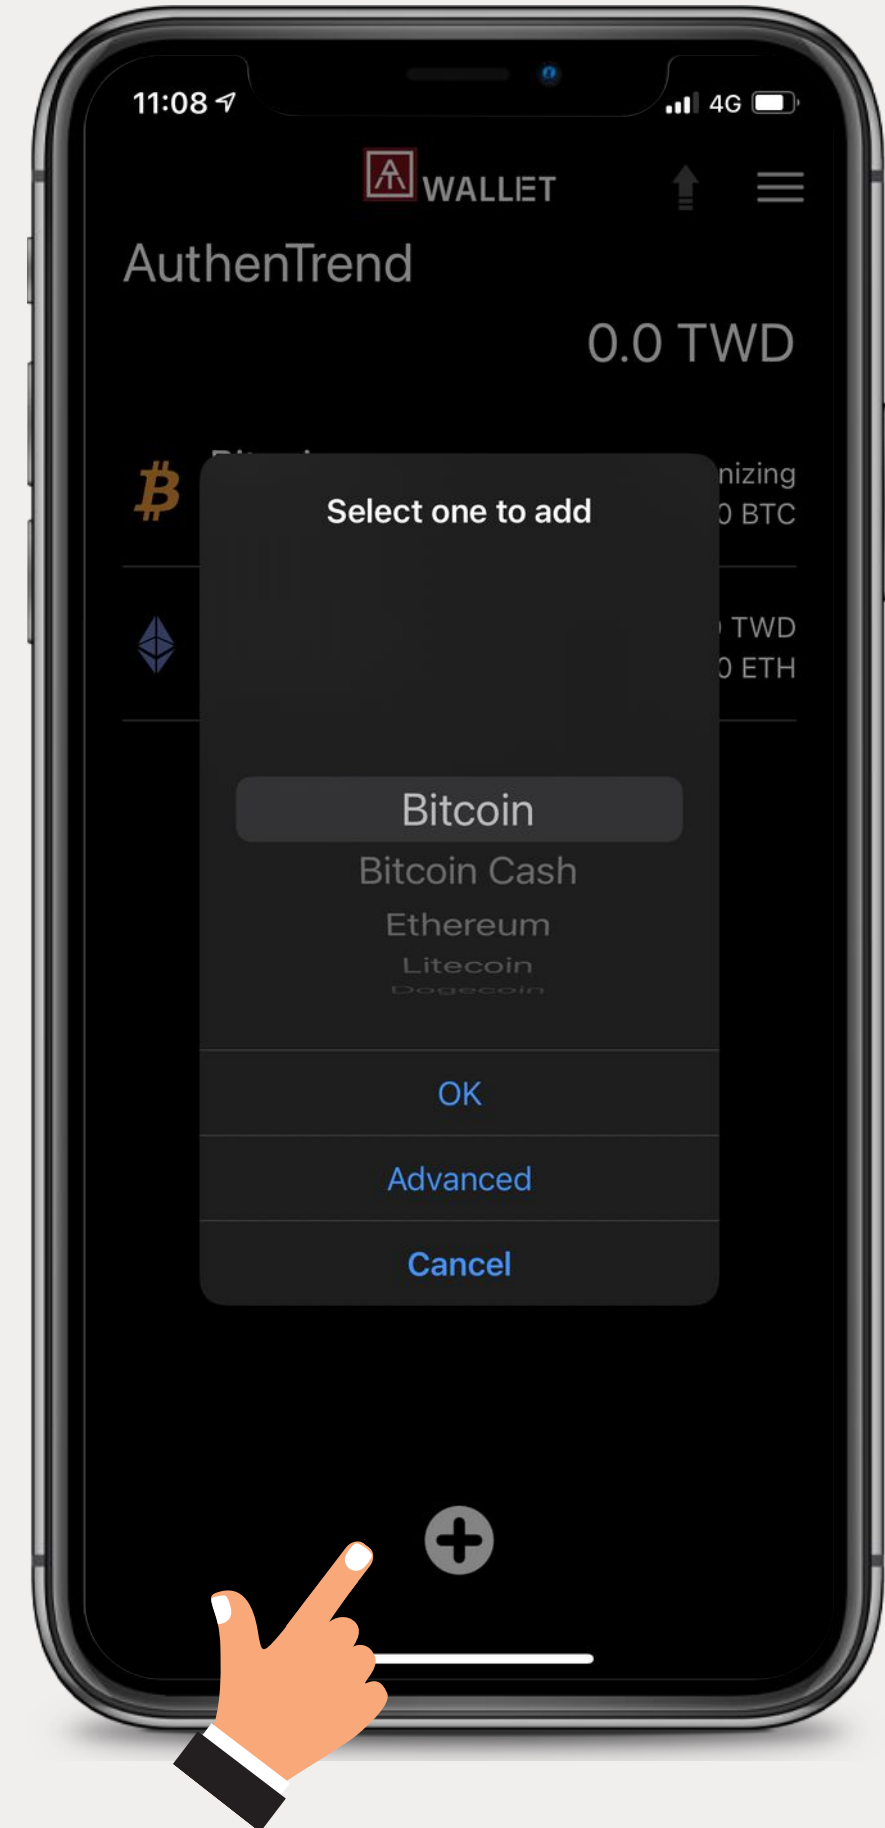 11:08
4G
WALLET
AuthenTrend
0.0 TWD
nizing
Select one to add
0 BTC
TWD
0 ETH
Bitcoin
Bitcoin Cash
Ethereum
Litecoin
Dogecoin
OK
Advanced
Cancel